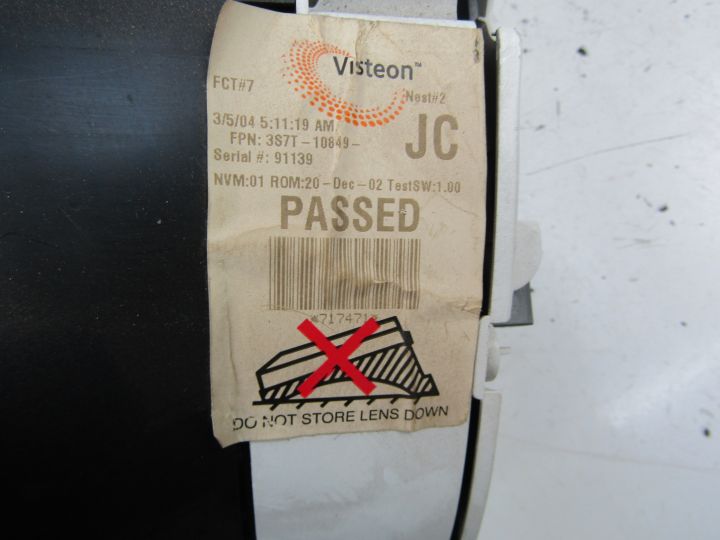 Visteon™
FCT#7
Nest#2
3/5/04 5:11:19 AM
FPN: 3S7T-10849-
JC
Serial #: 91139
NVM:01 ROM:20-Dec-02 TestSW:1.00
PASSED
*717471*
DO NOT STORE LENS DOWN